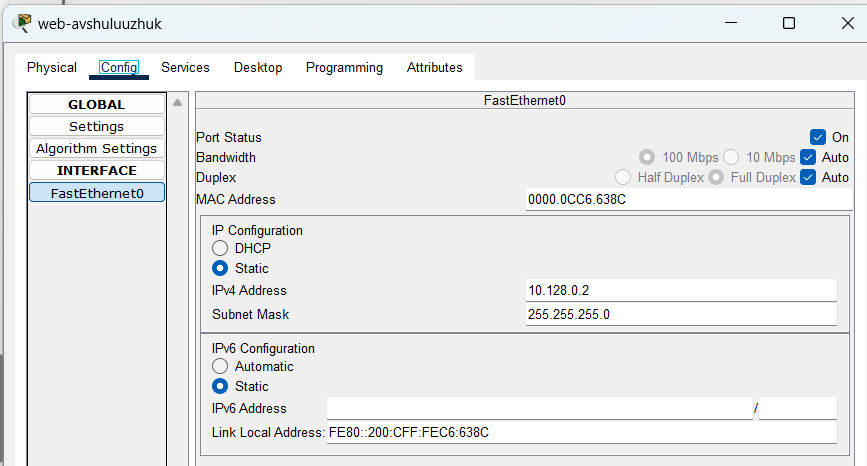 web-avshuluuzhuk
Physical Config Services Desktop Programming Attributes
GLOBAL
Settings
Algorithm Settings
INTERFACE
FastEthernet0
FastEthernet0
Port Status On
Bandwidth 100 Mbps 10 Mbps Auto
Duplex Half Duplex Full Duplex Auto
MAC Address 0000.0CC6.638C
IP Configuration
DHCP
Static
IPv4 Address 10.128.0.2
Subnet Mask 255.255.255.0
IPv6 Configuration
Automatic
Static
IPv6 Address /
Link Local Address: FE80::200:CFF:FEC6:638C